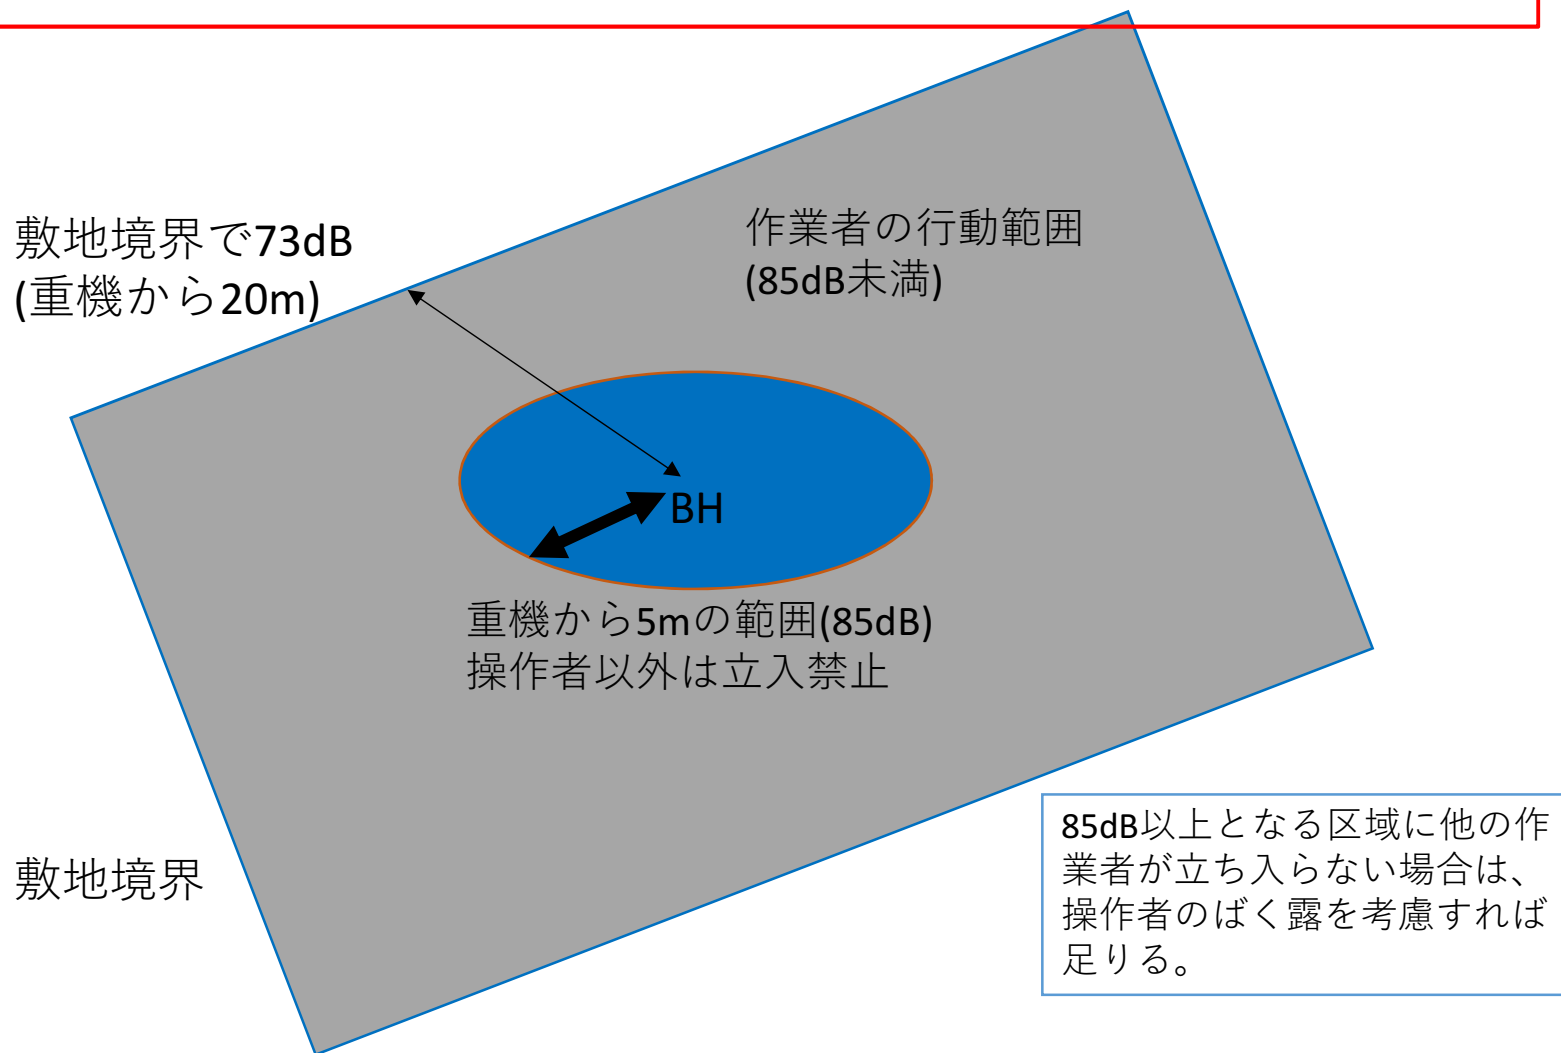 敷地境界で73dB
(重機から20m)
作業者の行動範囲
(85dB未満)
BH
重機から5mの範囲(85dB)
操作者以外は立入禁止
敷地境界
85dB以上となる区域に他の作
業者が立ち入らない場合は、
操作者のばく露を考慮すれば
足りる。